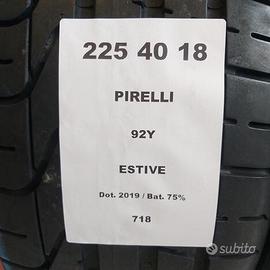 225 40 18
PIRELLI
92Y
ESTIVE
Dot. 2019 / Bat. 75%
718
subito